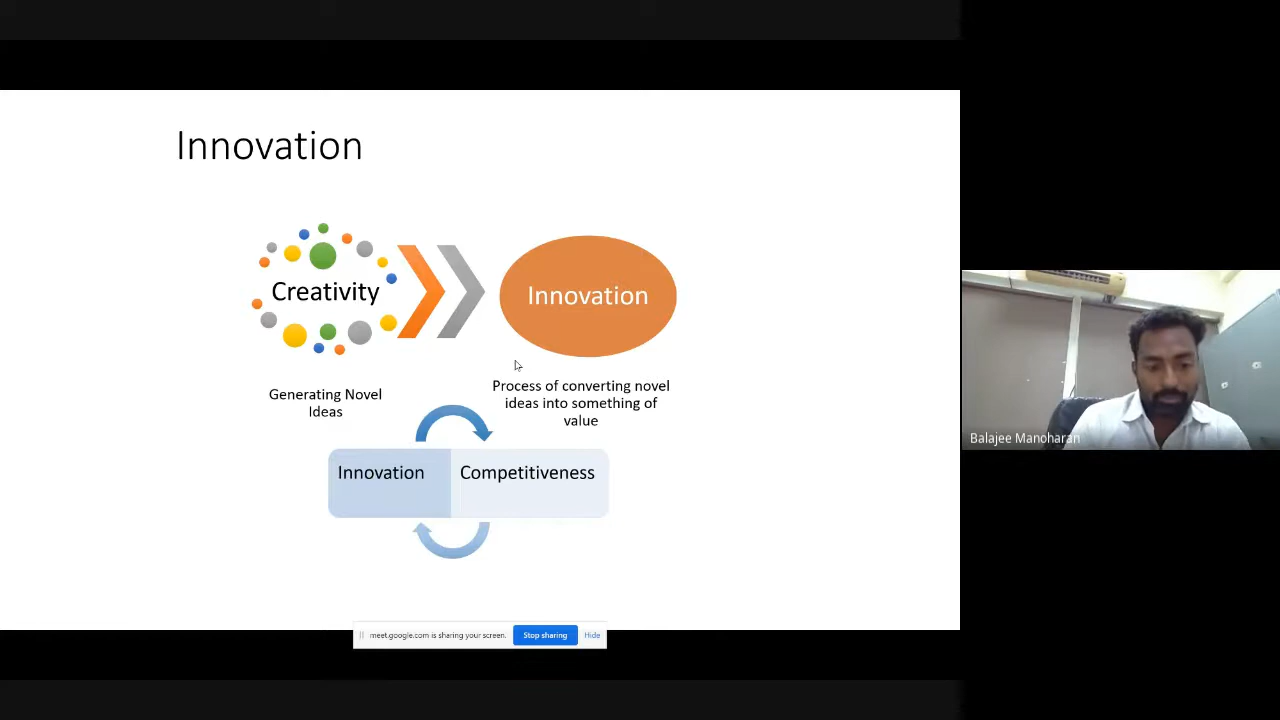 Innovation
Creativity
Innovation
Generating Novel
Ideas
Process of converting novel
ideas into something of
value
Innovation
Competitiveness
meet.google.com is sharing your screen.
Stop sharing
Hide
Balajee Manoharan